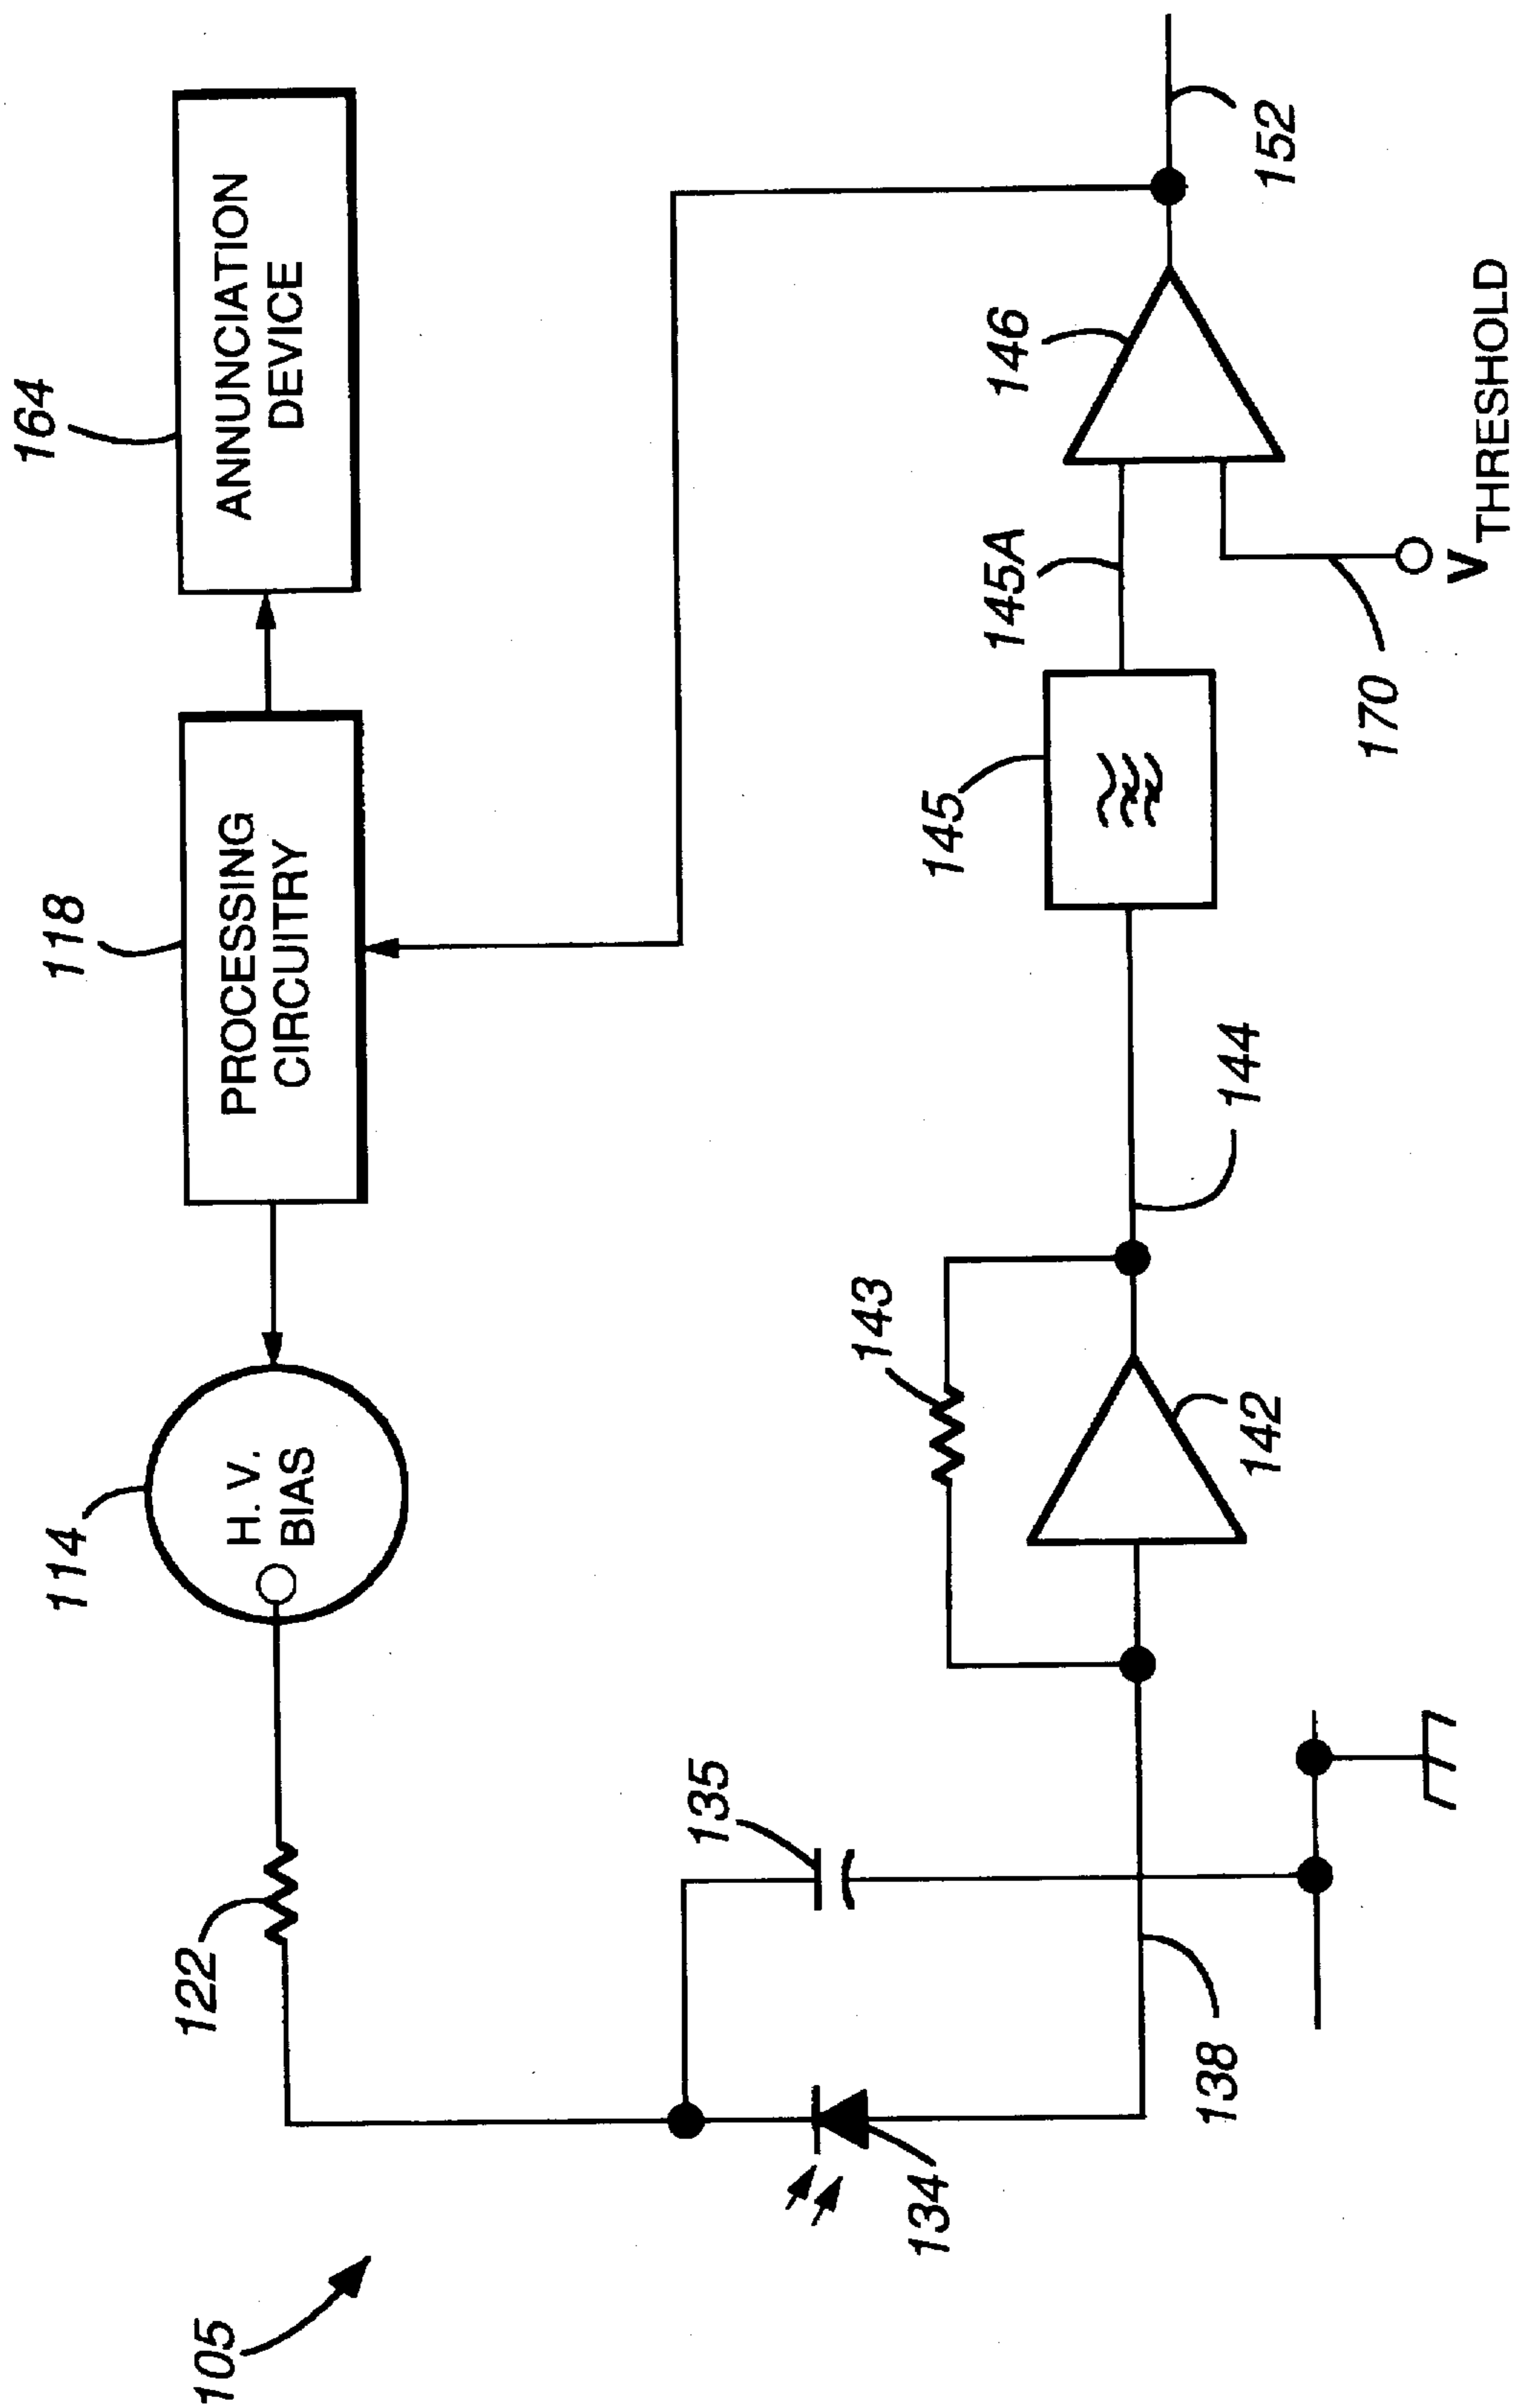 105
122
114
H. V.
BIAS
118
PROCESSING
CIRCUITRY
164
ANNUNCIATION
DEVICE
134
135
138
143
142
144
145
145A
146
152
170
V THRESHOLD